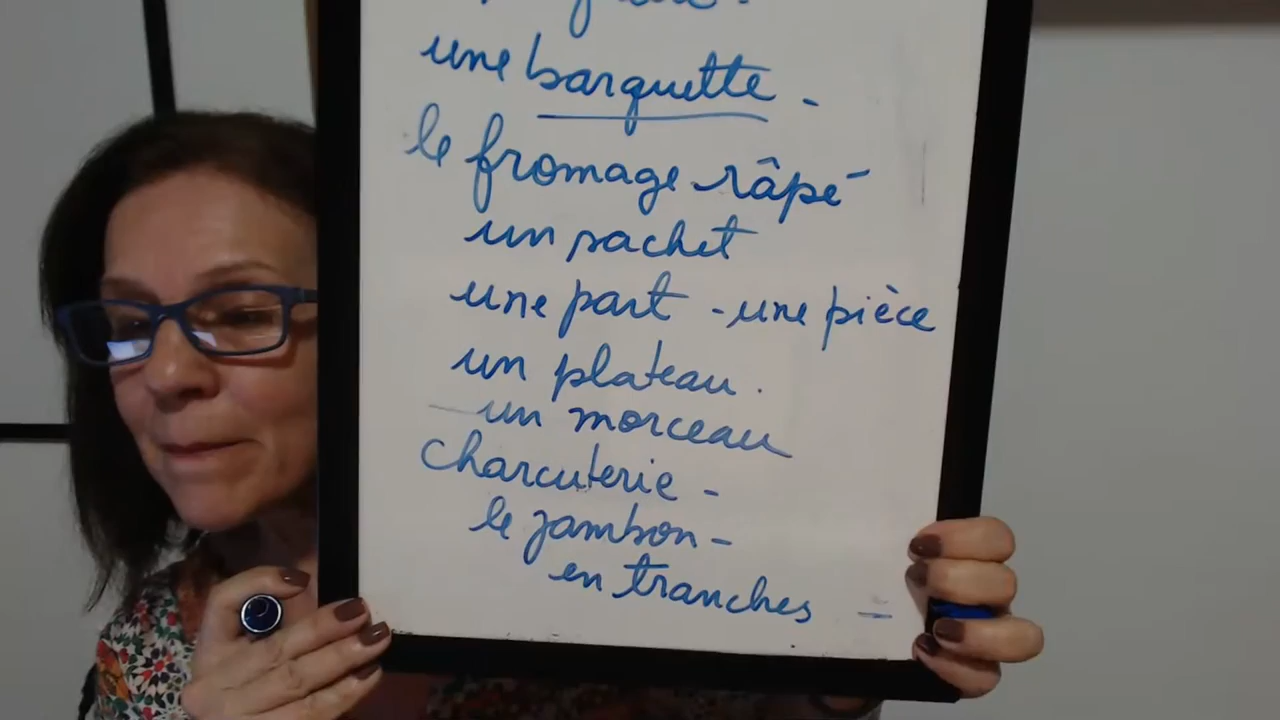 une barquette -
le fromage râpé -
un sachet
une part - une pièce
un plateau.
un morceau
charcuterie -
le jambon -
en tranches